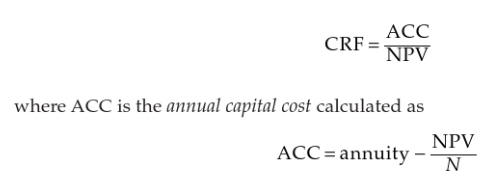 CRF = ACC / NPV
where ACC is the annual capital cost calculated as
ACC = annuity − NPV / N